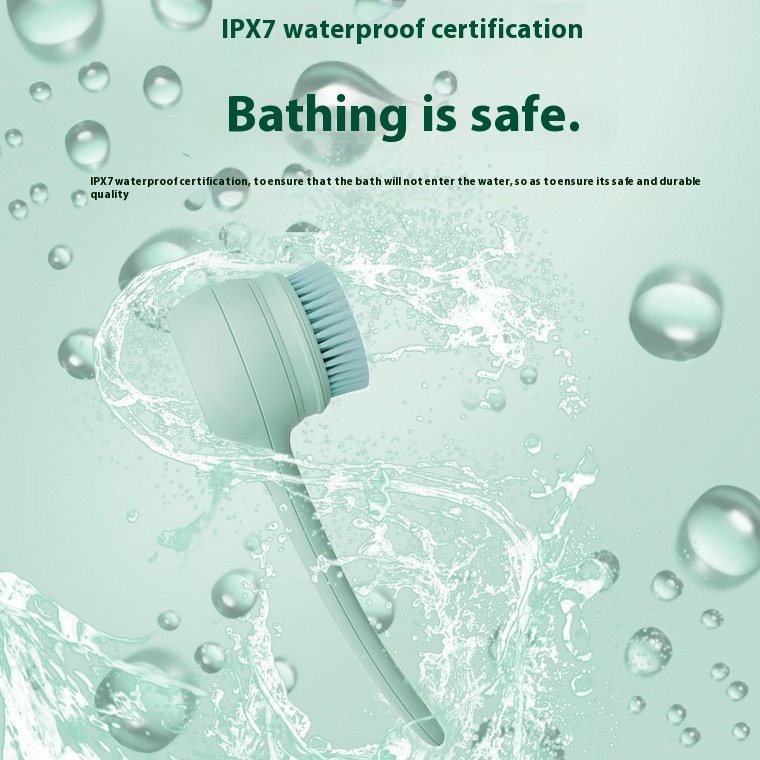 IPX7 waterproof certification
Bathing is safe.
IPX7 waterproof certification, to ensure that the bath will not enter the water, so as to ensure its safe and durable
quality